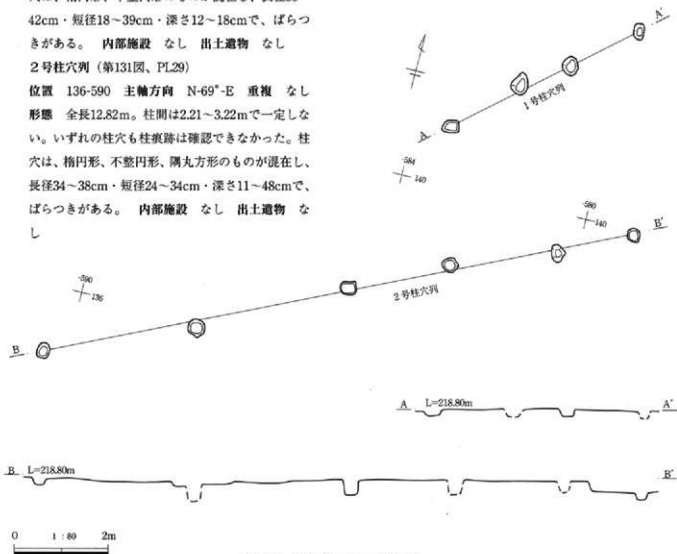 42cm・短径18～39cm・深さ12～18cmで、ばらつ
きがある。 内部施設 なし 出土遺物 なし
2号柱穴列（第131図、PL29）
位置 136-590 主軸方向 N-69°-E 重複 なし
形態 全長12.82m。柱間は2.21～3.22mで一定しな
い。いずれの柱穴も柱痕跡は確認できなかった。柱
穴は、楕円形、不整円形、隅丸方形のものが混在し、
長径34～38cm・短径24～34cm・深さ11～48cmで、
ばらつきがある。 内部施設 なし 出土遺物 な
し
A′
1号柱穴列
A
-584
140
-580
140
B′
2号柱穴列
-590
136
B
A L=218.80m A′
B L=218.80m B′
0 1：80 2m